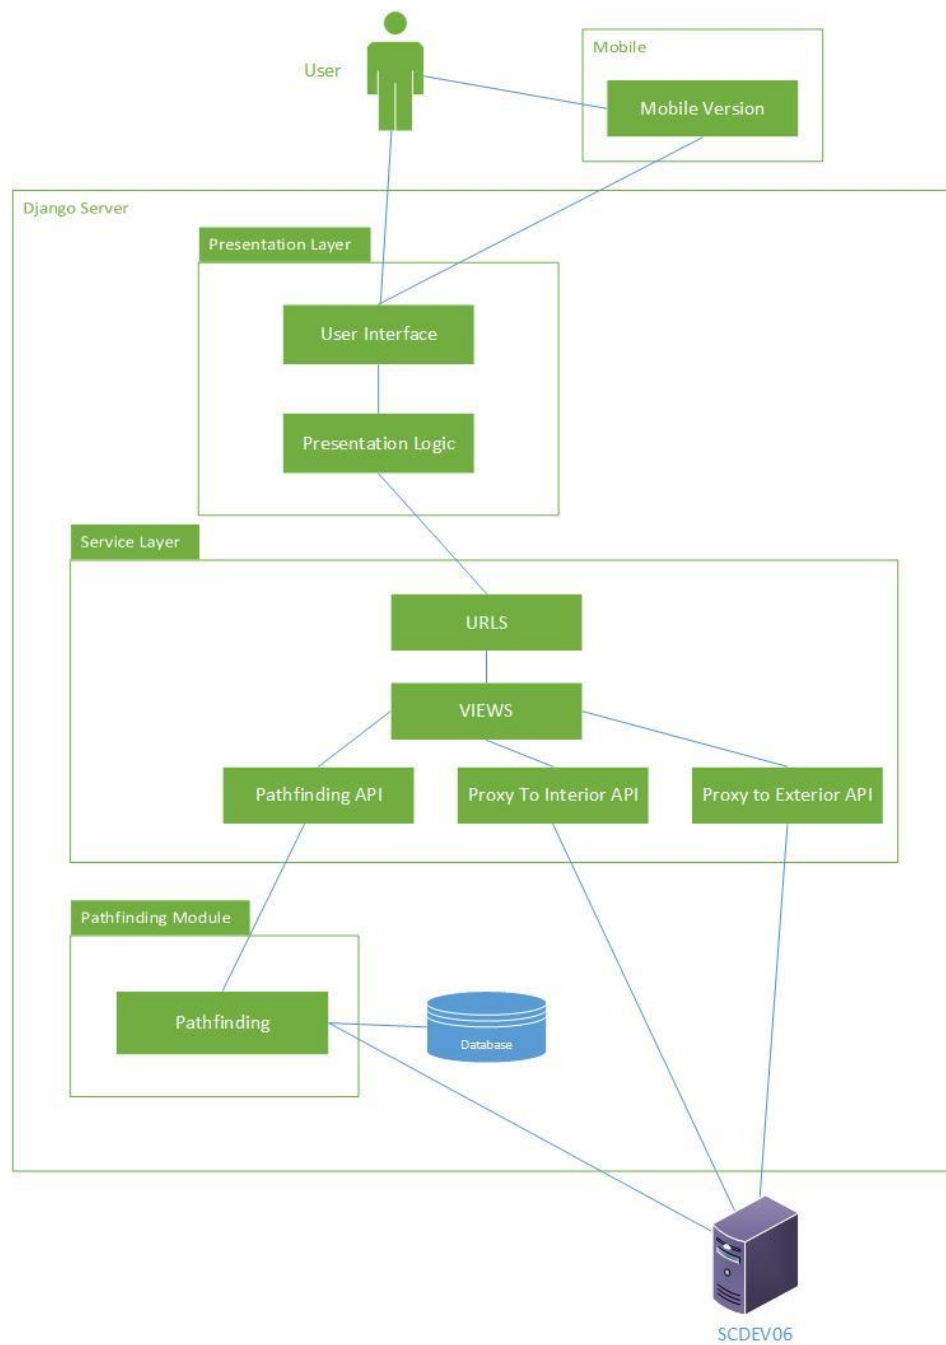 User
Mobile
Mobile Version
Django Server
Presentation Layer
User Interface
Presentation Logic
Service Layer
URLS
VIEWS
Pathfinding API
Proxy To Interior API
Proxy to Exterior API
Pathfinding Module
Pathfinding
Database
SCDEV06